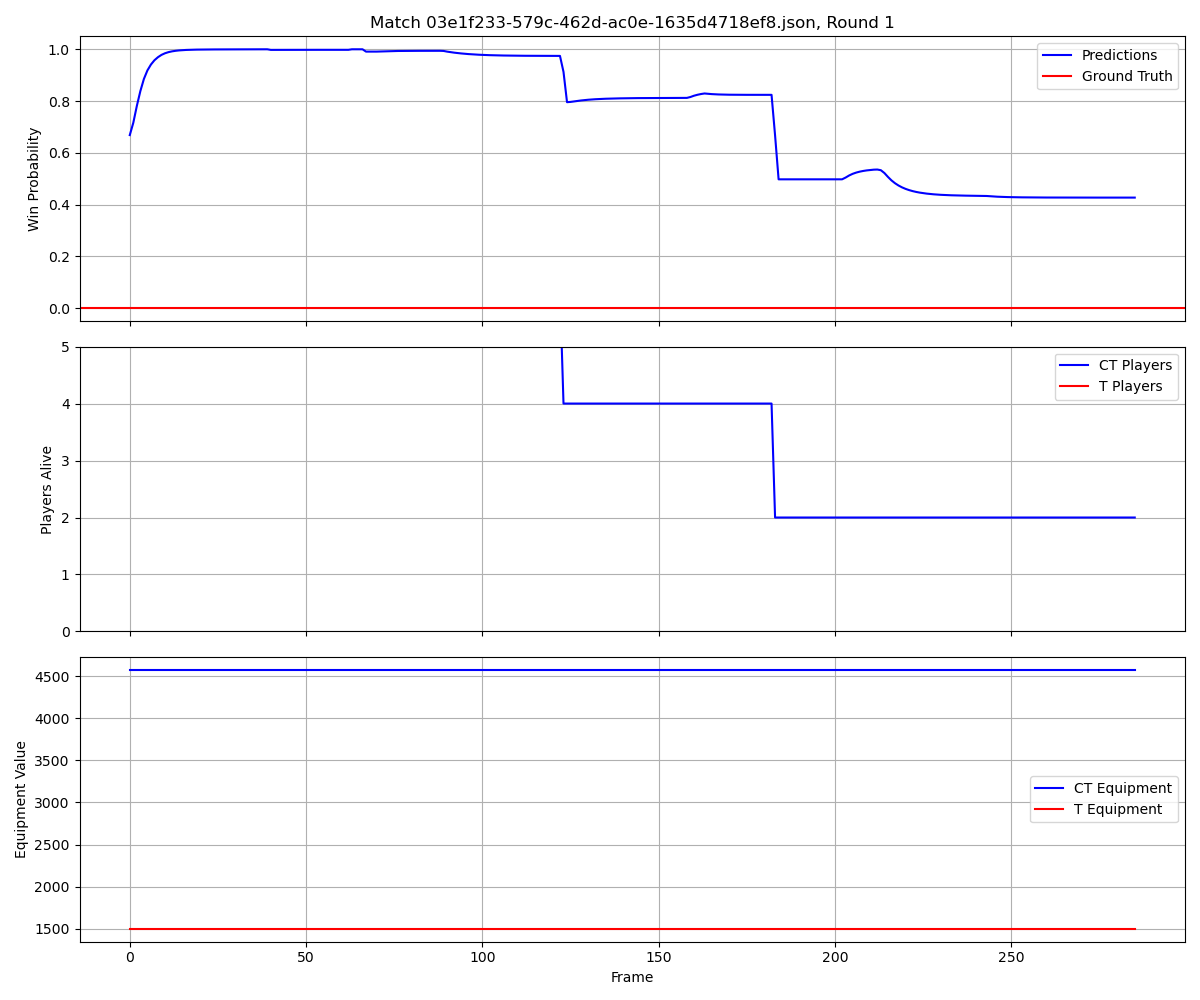 Match 03e1f233-579c-462d-ac0e-1635d4718ef8.json, Round 1
Win Probability
1.0
0.8
0.6
0.4
0.2
0.0
Predictions
Ground Truth
Players Alive
5
4
3
2
1
0
CT Players
T Players
Equipment Value
4500
4000
3500
3000
2500
2000
1500
CT Equipment
T Equipment
0
50
100
150
200
250
Frame